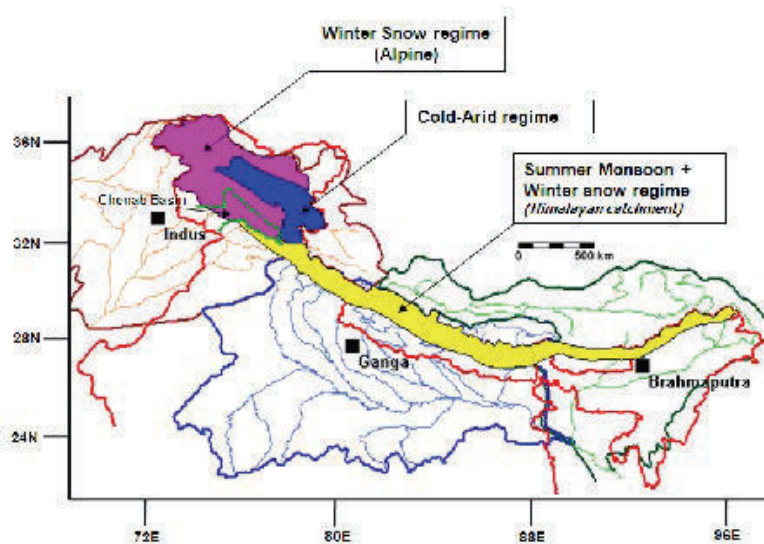 Winter Snow regime
(Alpine)
Cold-Arid regime
Summer Monsoon +
Winter snow regime
(Himalayan catchment)
36N
Chenab Basin
Indus
32N
500 km
28N
Ganga
Brahmaputra
24N
72E
80E
88E
96E